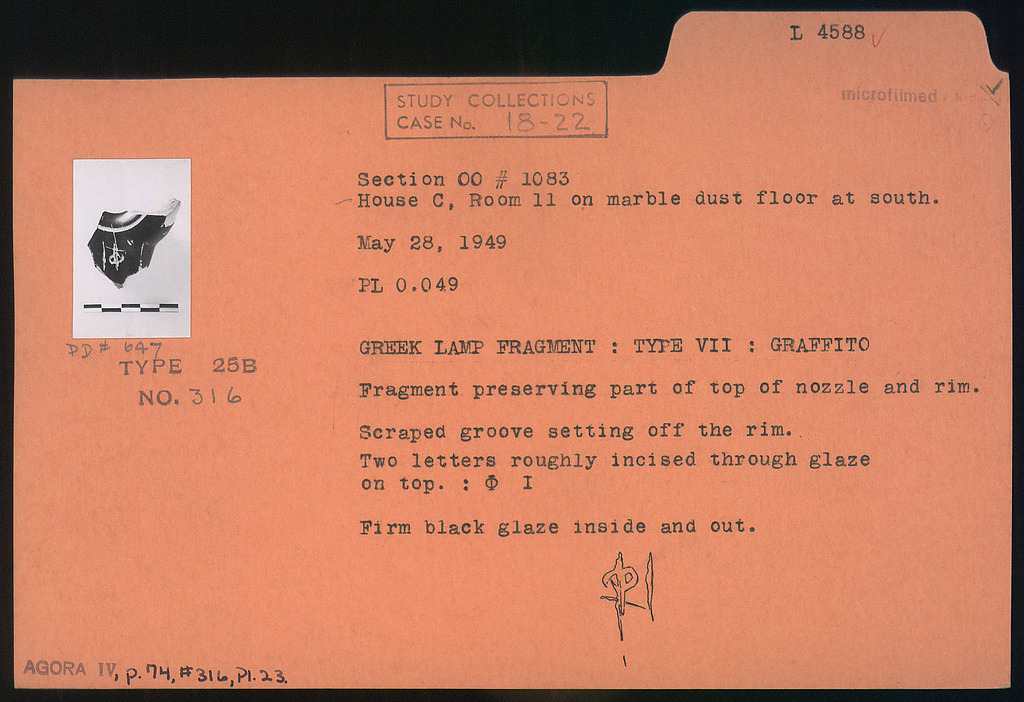 L 4588
microfilmed
STUDY COLLECTIONS
CASE No. 18-22
Section OO # 1083
House C, Room 11 on marble dust floor at south.
May 28, 1949
PL 0.049
PD# 647
TYPE 25B
NO. 316
GREEK LAMP FRAGMENT : TYPE VII : GRAFFITO
Fragment preserving part of top of nozzle and rim.
Scraped groove setting off the rim.
Two letters roughly incised through glaze
on top. : Φ I
Firm black glaze inside and out.
Φ I
AGORA IV, p.74, #316, Pl.23.